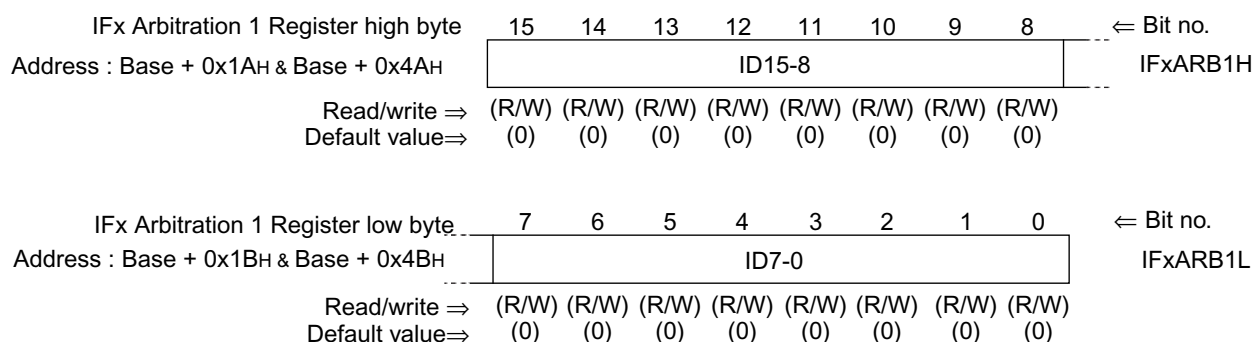 IFx Arbitration 1 Register high byte 15 14 13 12 11 10 9 8 ⇐ Bit no.
Address : Base + 0x1AH & Base + 0x4AH ID15-8 IFxARB1H
Read/write ⇒ (R/W) (R/W) (R/W) (R/W) (R/W) (R/W) (R/W) (R/W)
Default value⇒ (0) (0) (0) (0) (0) (0) (0) (0)
IFx Arbitration 1 Register low byte 7 6 5 4 3 2 1 0 ⇐ Bit no.
Address : Base + 0x1BH & Base + 0x4BH ID7-0 IFxARB1L
Read/write ⇒ (R/W) (R/W) (R/W) (R/W) (R/W) (R/W) (R/W) (R/W)
Default value⇒ (0) (0) (0) (0) (0) (0) (0) (0)